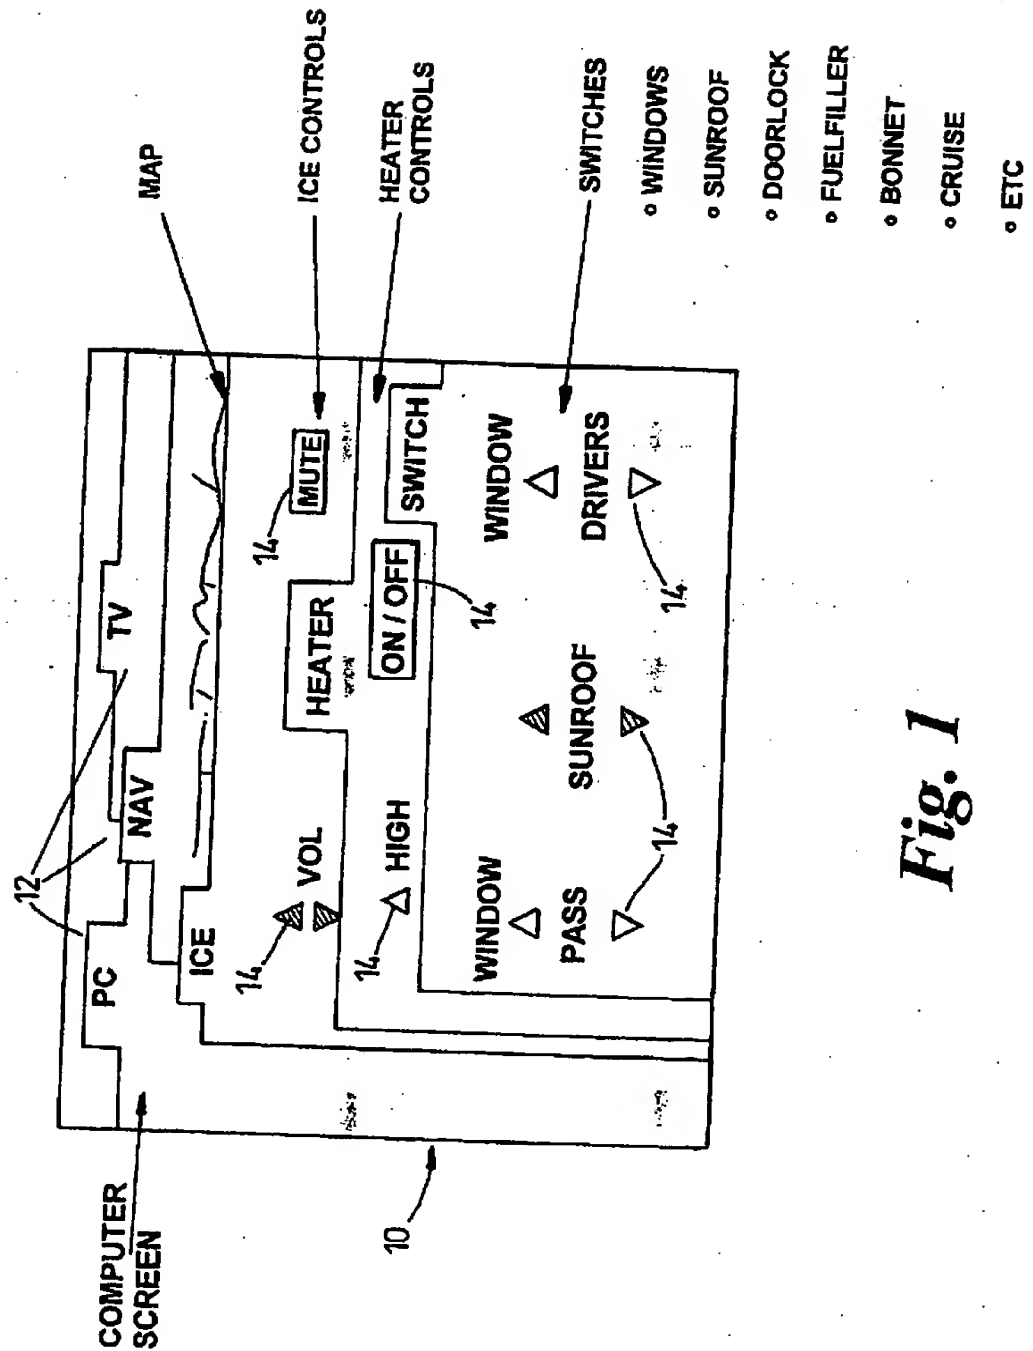 COMPUTER
SCREEN
12
PC
NAV
TV
MAP
ICE
14
VOL
14
MUTE
ICE CONTROLS
HEATER
HEATER
CONTROLS
14
HIGH
ON / OFF
14
SWITCH
10
WINDOW
PASS
SUNROOF
WINDOW
DRIVERS
14
14
SWITCHES
° WINDOWS
° SUNROOF
° DOORLOCK
° FUELFILLER
° BONNET
° CRUISE
° ETC
Fig. 1